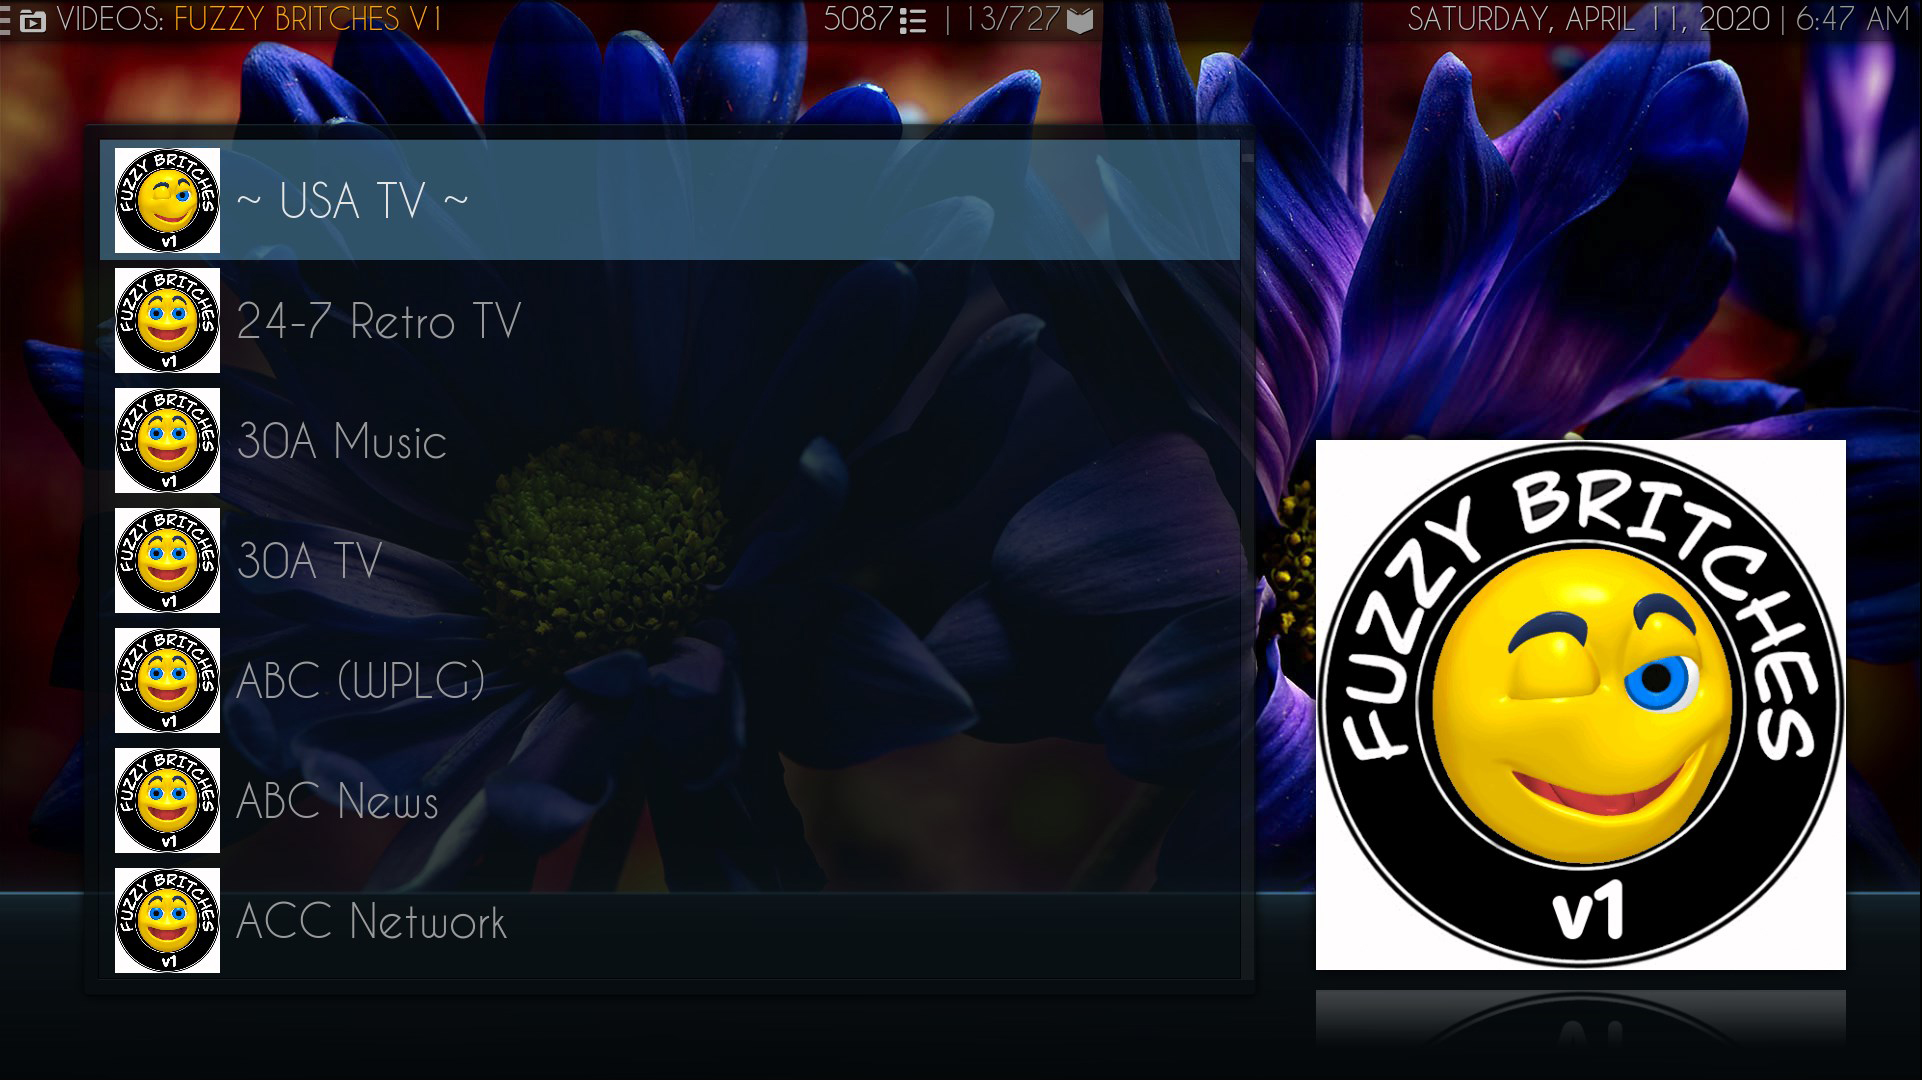 VIDEOS: FUZZY BRITCHES V1
5087 | 13/727
SATURDAY, APRIL 11, 2020 | 6:47 AM
FUZZY BRITCHES
v1
~ USA TV ~
FUZZY BRITCHES
v1
24-7 Retro TV
FUZZY BRITCHES
v1
30A Music
FUZZY BRITCHES
v1
30A TV
FUZZY BRITCHES
v1
ABC (WPLG)
FUZZY BRITCHES
v1
ABC News
FUZZY BRITCHES
v1
ACC Network
FUZZY BRITCHES
v1